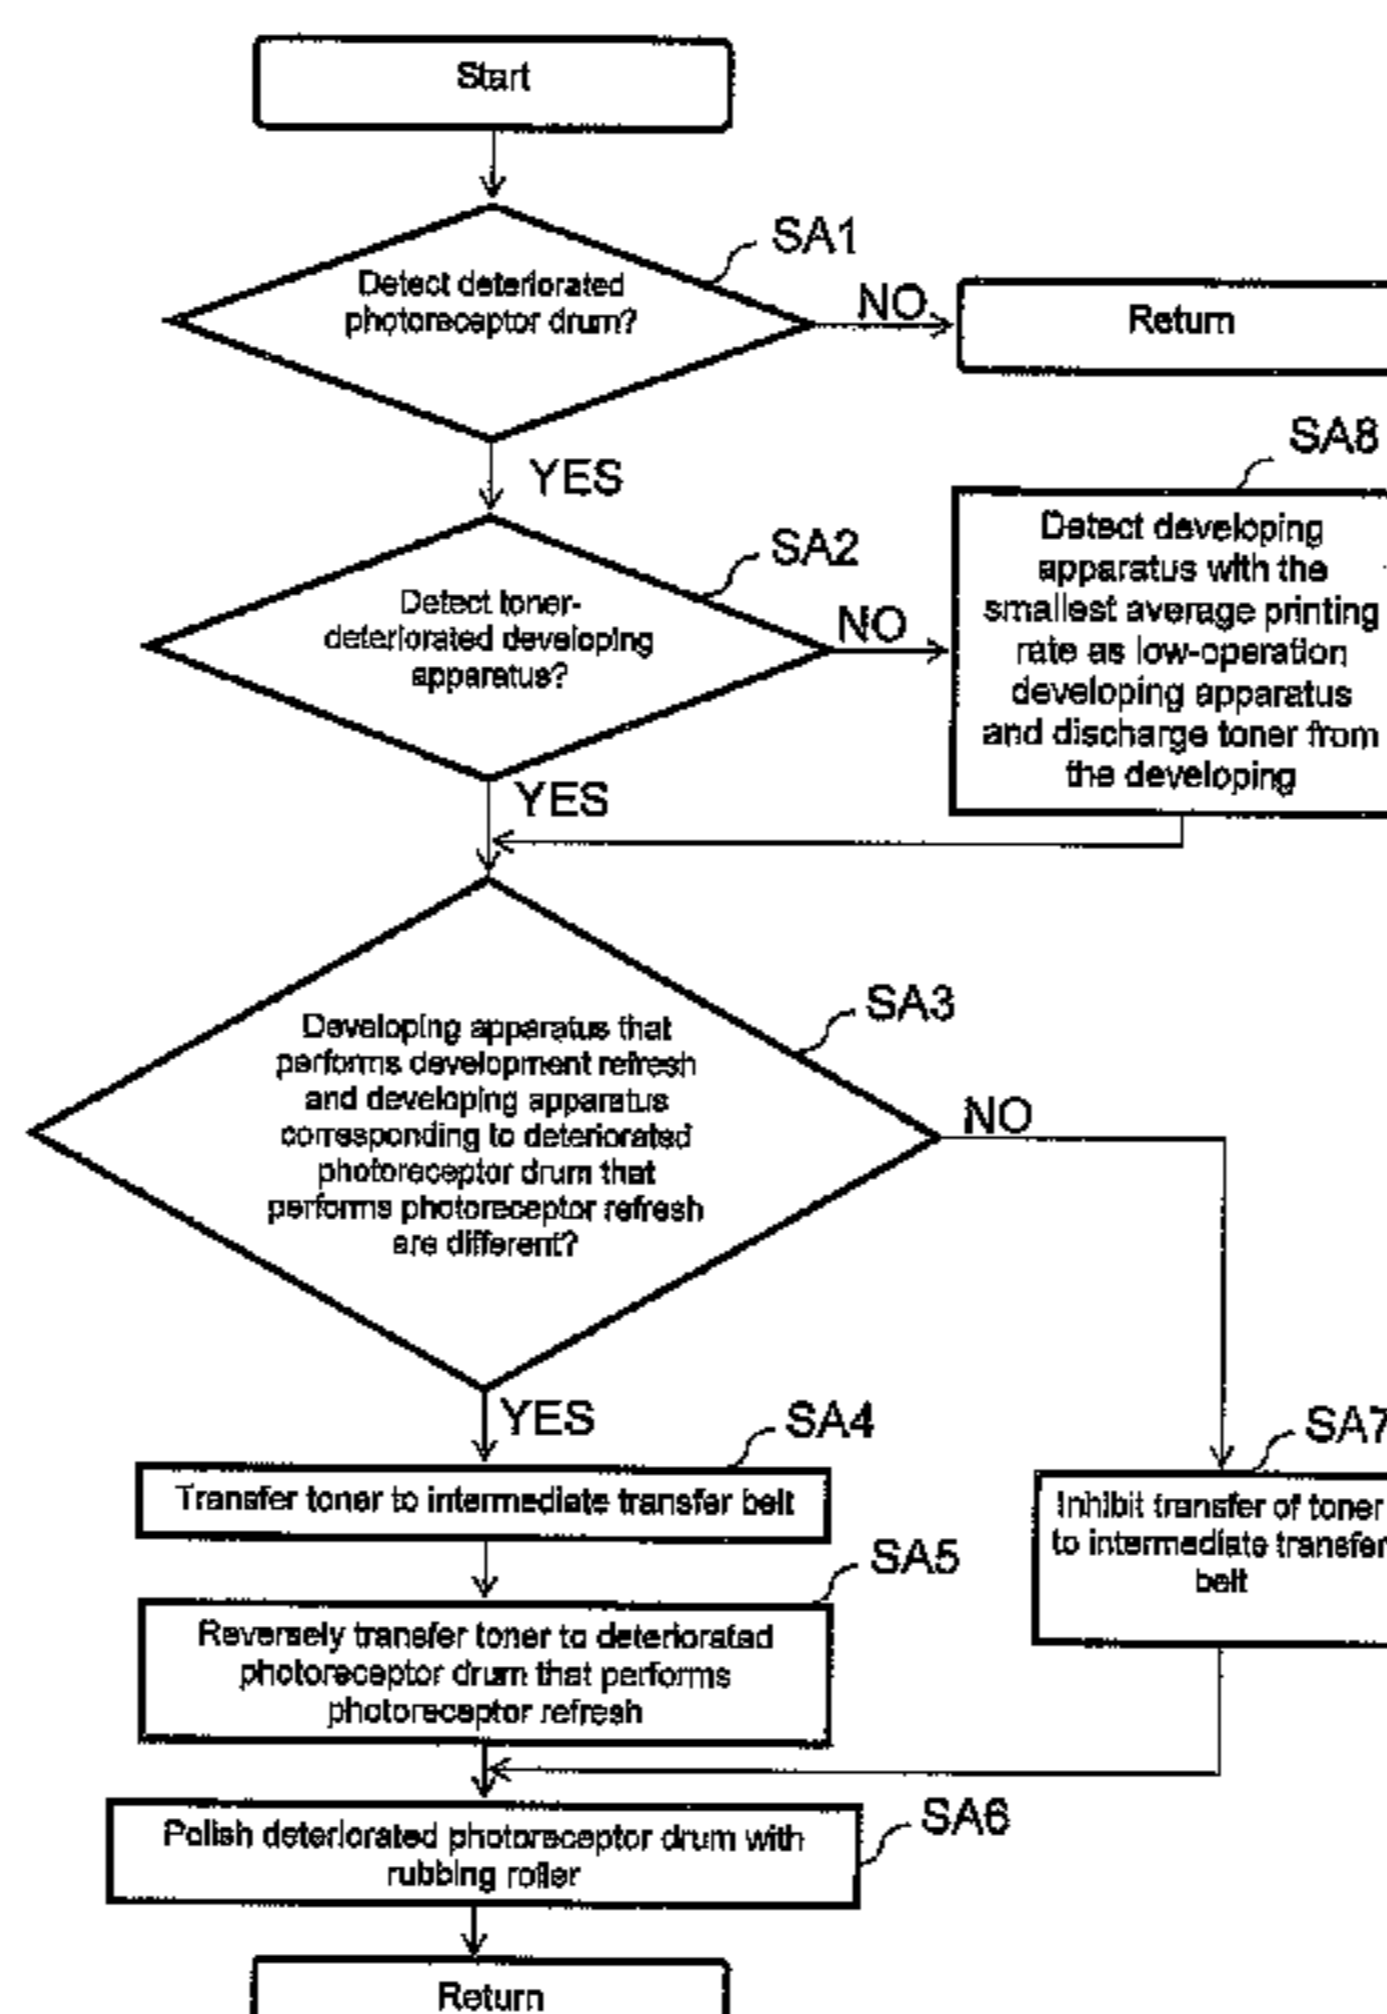 Start
SA1
Detect deteriorated
photoreceptor drum?
NO
Return
YES
SA8
Detect developing
apparatus with the
smallest average printing
rate as low-operation
developing apparatus
and discharge toner from
the developing
SA2
Detect toner-
deteriorated developing
apparatus?
NO
YES
SA3
Developing apparatus that
performs development refresh
and developing apparatus
corresponding to deteriorated
photoreceptor drum that
performs photoreceptor refresh
are different?
NO
YES
SA4
Transfer toner to intermediate transfer belt
SA7
Inhibit transfer of toner
to intermediate transfer
belt
SA5
Reversely transfer toner to deteriorated
photoreceptor drum that performs
photoreceptor refresh
SA6
Polish deteriorated photoreceptor drum with
rubbing roller
Return